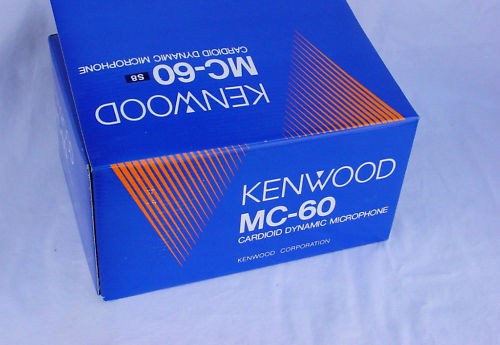 KENWOOD
MC-60 S8
CARDIOID DYNAMIC MICROPHONE
KENWOOD
MC-60
CARDIOID DYNAMIC MICROPHONE
KENWOOD CORPORATION